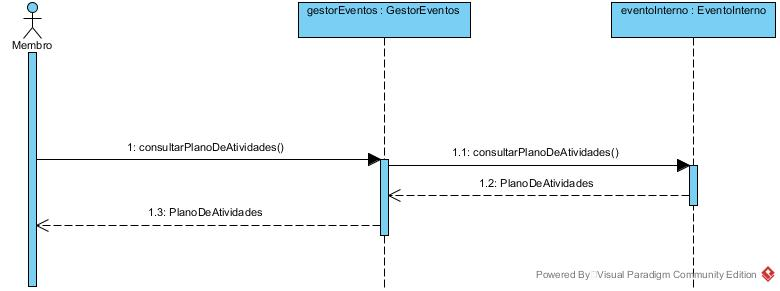 gestorEventos : GestorEventos
eventoInterno : EventoInterno
Membro
1: consultarPlanoDeAtividades()
1.1: consultarPlanoDeAtividades()
1.2: PlanoDeAtividades
1.3: PlanoDeAtividades
Powered By Visual Paradigm Community Edition